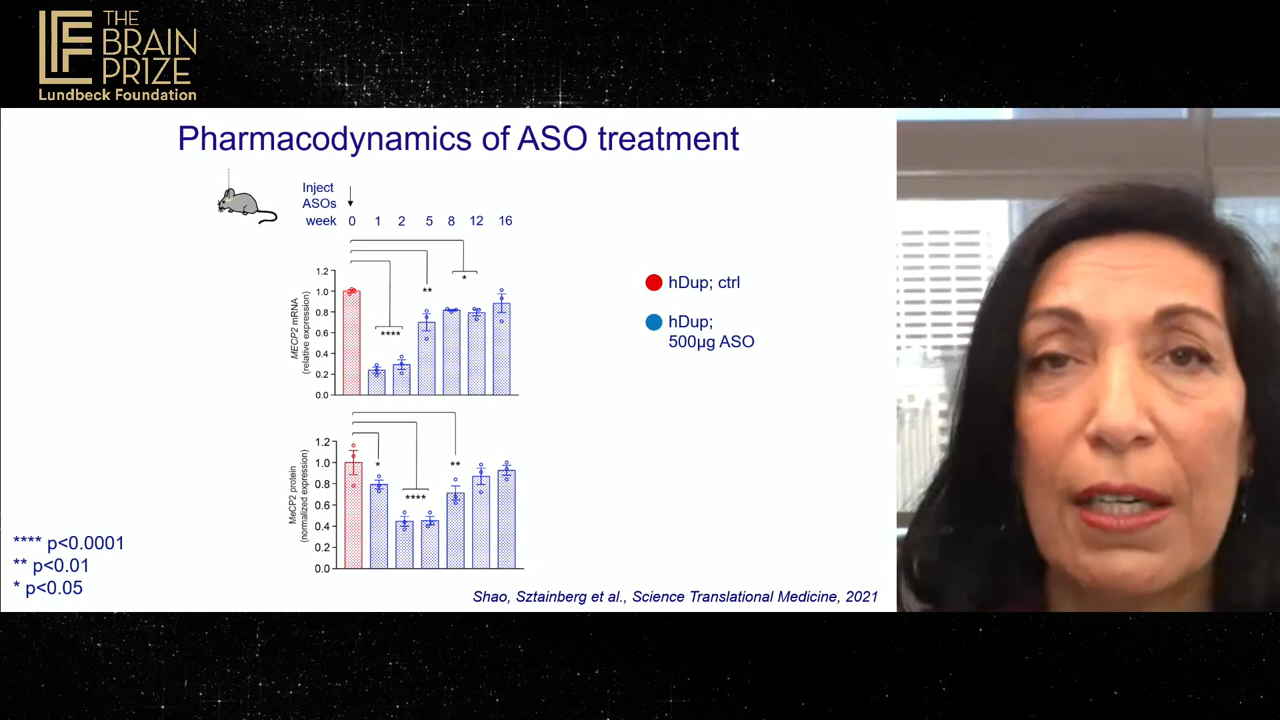 THE
BRAIN
PRIZE
Lundbeck Foundation
Pharmacodynamics of ASO treatment
Inject
ASOs
week 0 1 2 5 8 12 16
MECP2 mRNA
(relative expression)
1.2
1.0
0.8
0.6
0.4
0.2
0.0
****
**
*
hDup; ctrl
hDup;
500µg ASO
MeCP2 protein
(normalized expression)
1.2
1.0
0.8
0.6
0.4
0.2
0.0
*
****
**
**** p<0.0001
** p<0.01
* p<0.05
Shao, Sztainberg et al., Science Translational Medicine, 2021